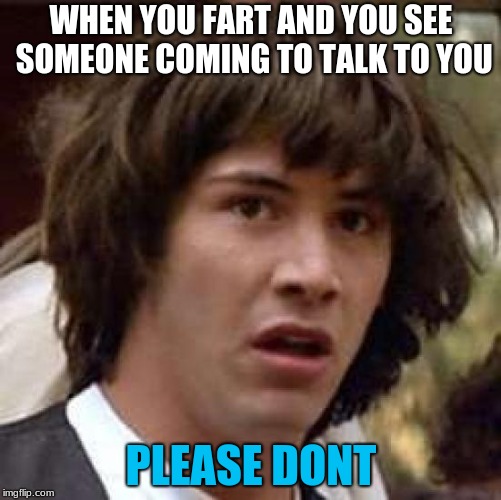 WHEN YOU FART AND YOU SEE
SOMEONE COMING TO TALK TO YOU
PLEASE DONT
imgflip.com